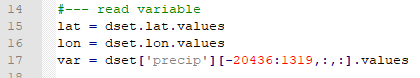 14 #--- read variable
15 lat = dset.lat.values
16 lon = dset.lon.values
17 var = dset['precip'][-20436:1319,:,:].values